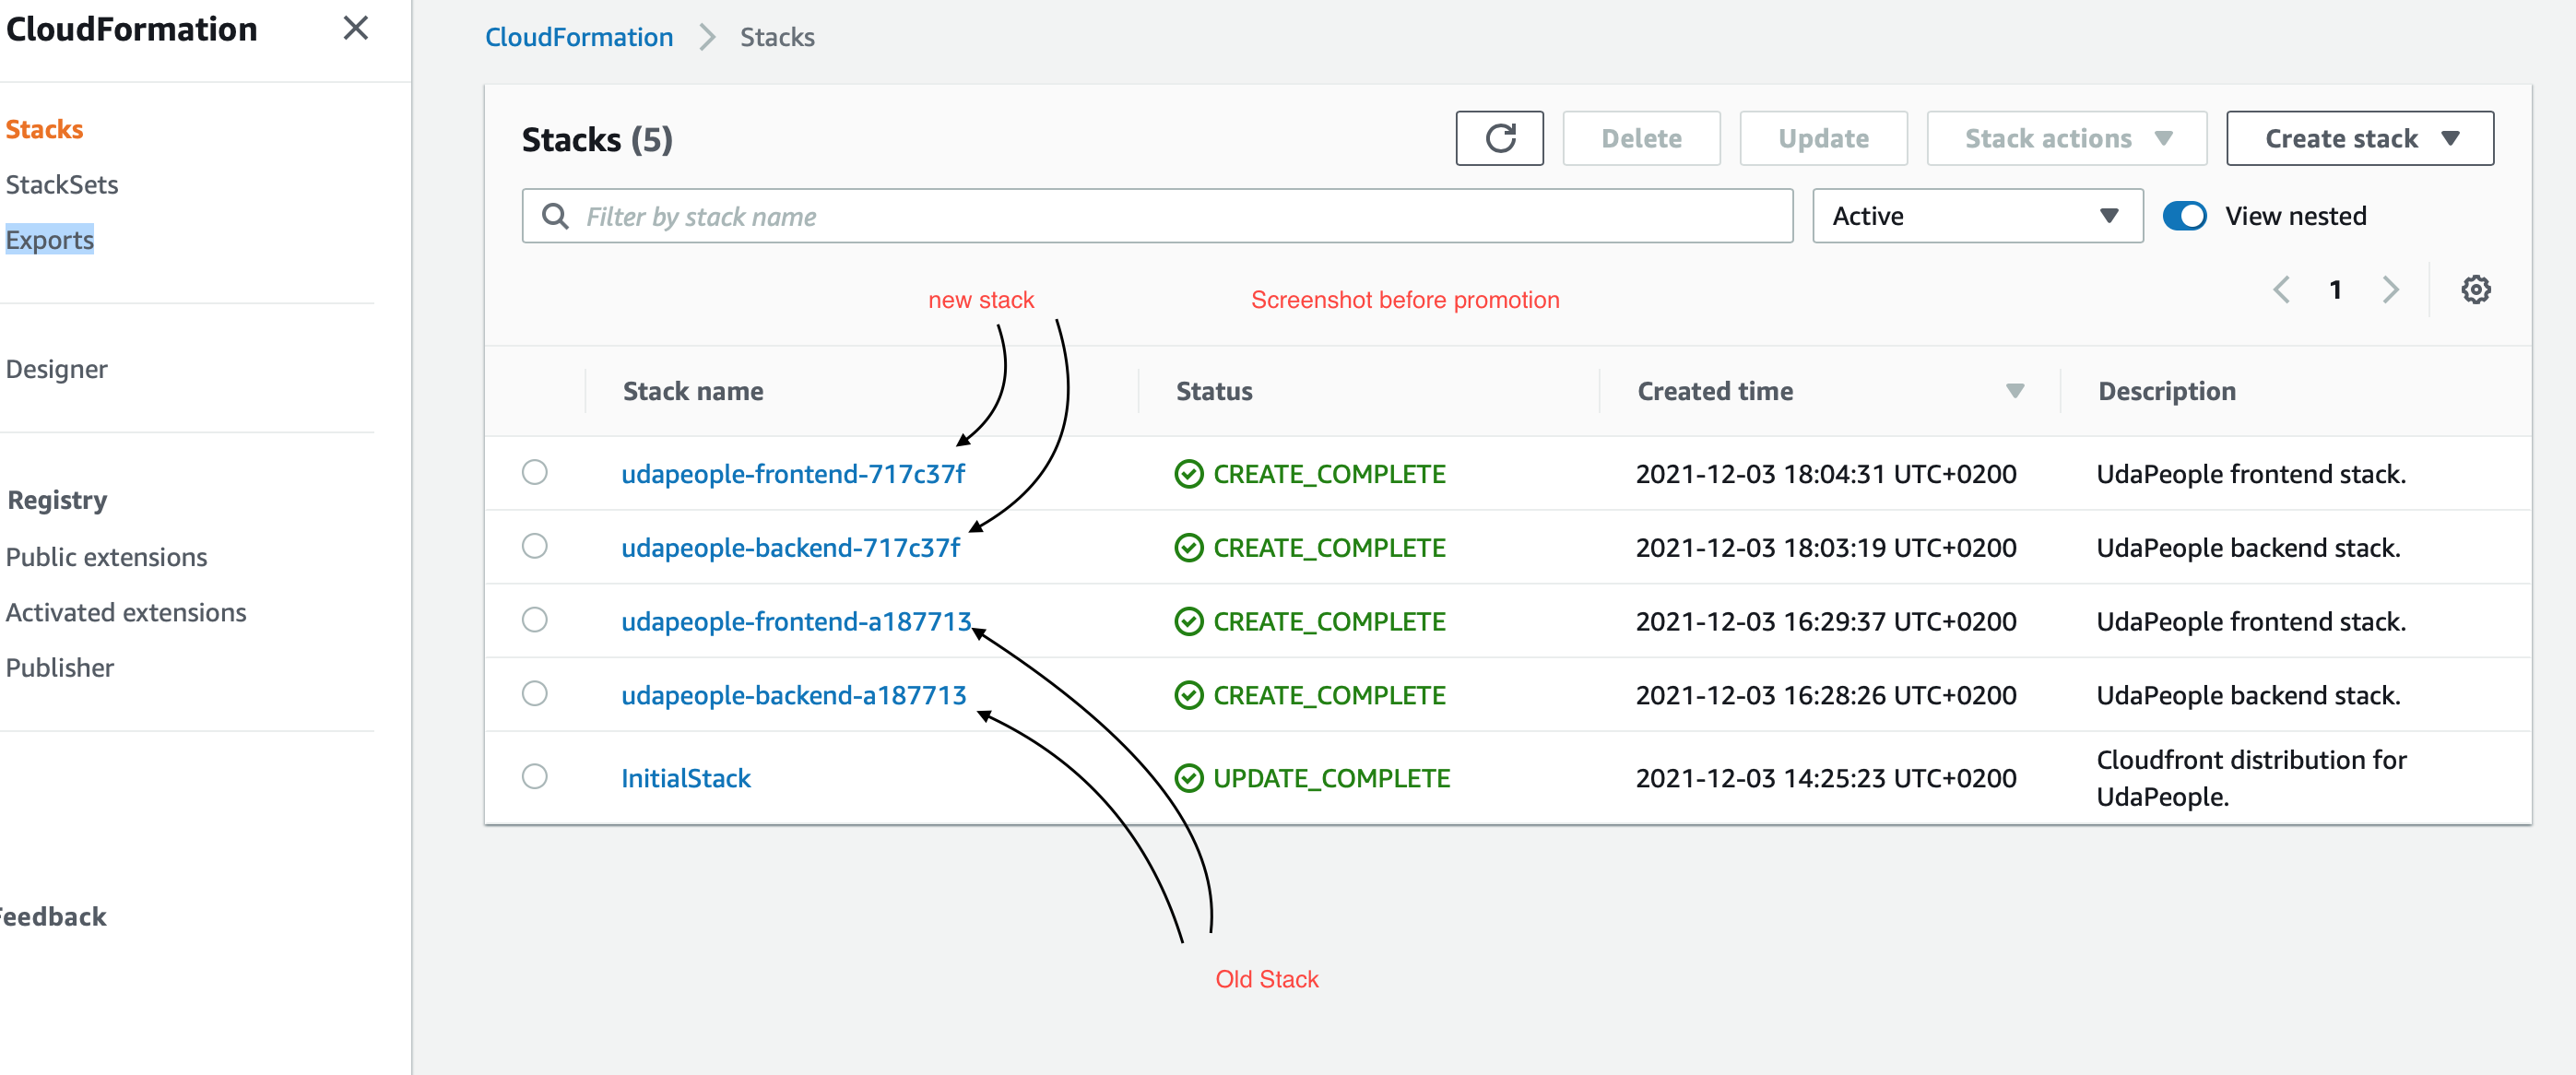 CloudFormation
Stacks
StackSets
Exports
Designer
Registry
Public extensions
Activated extensions
Publisher
Feedback
CloudFormation > Stacks
Stacks (5)
Delete
Update
Stack actions
Create stack
Filter by stack name
Active
View nested
1
new stack
Screenshot before promotion
Stack name Status Created time Description
udapeople-frontend-717c37f CREATE_COMPLETE 2021-12-03 18:04:31 UTC+0200 UdaPeople frontend stack.
udapeople-backend-717c37f CREATE_COMPLETE 2021-12-03 18:03:19 UTC+0200 UdaPeople backend stack.
udapeople-frontend-a187713 CREATE_COMPLETE 2021-12-03 16:29:37 UTC+0200 UdaPeople frontend stack.
udapeople-backend-a187713 CREATE_COMPLETE 2021-12-03 16:28:26 UTC+0200 UdaPeople backend stack.
InitialStack UPDATE_COMPLETE 2021-12-03 14:25:23 UTC+0200 Cloudfront distribution for
UdaPeople.
Old Stack